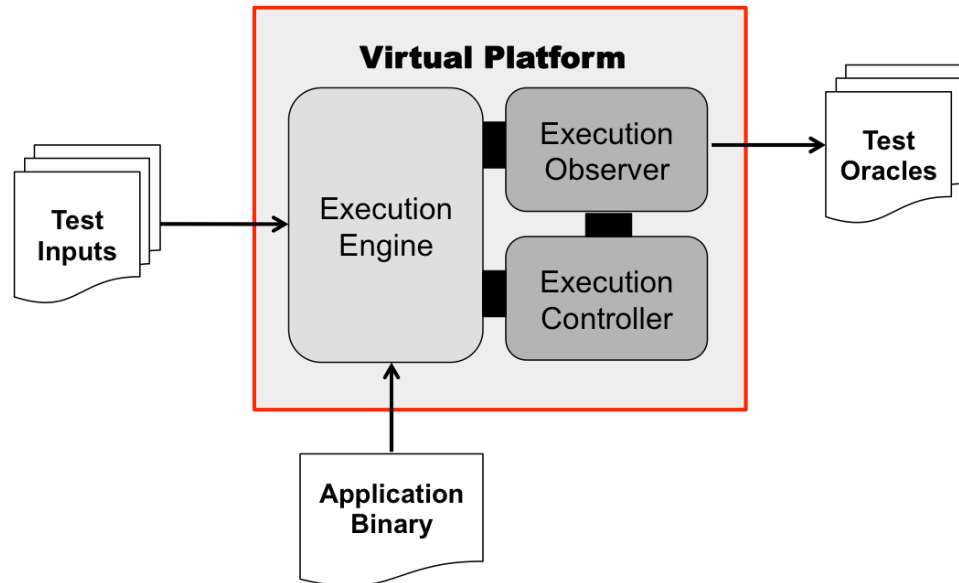 Virtual Platform
Test
Inputs
Execution
Engine
Execution
Observer
Execution
Controller
Test
Oracles
Application
Binary